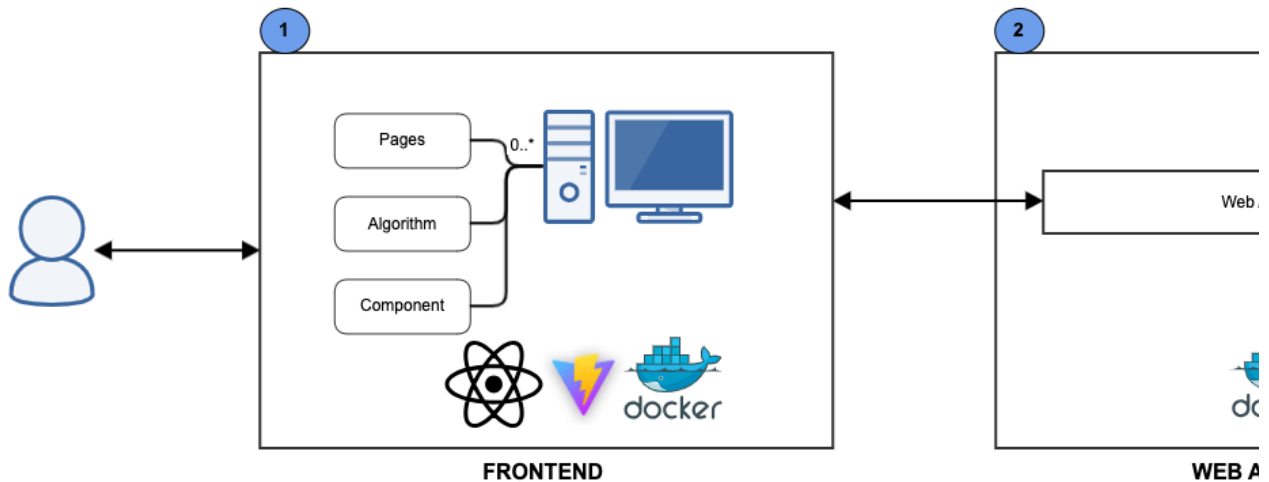 1
2
Pages
0..*
Algorithm
Web
Component
docker
FRONTEND
WEB A